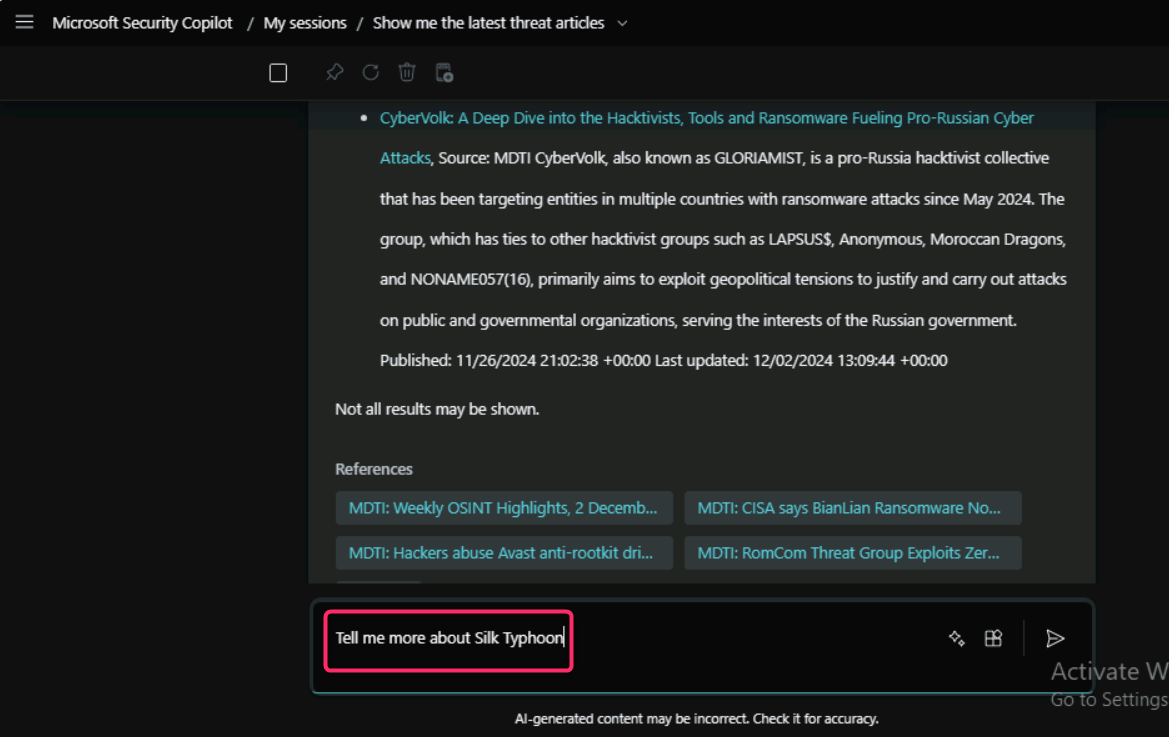 Microsoft Security Copilot / My sessions / Show me the latest threat articles
• CyberVolk: A Deep Dive into the Hacktivists, Tools and Ransomware Fueling Pro-Russian Cyber
Attacks, Source: MDTI CyberVolk, also known as GLORIAMIST, is a pro-Russia hacktivist collective
that has been targeting entities in multiple countries with ransomware attacks since May 2024. The
group, which has ties to other hacktivist groups such as LAPSUS$, Anonymous, Moroccan Dragons,
and NONAME057(16), primarily aims to exploit geopolitical tensions to justify and carry out attacks
on public and governmental organizations, serving the interests of the Russian government.
Published: 11/26/2024 21:02:38 +00:00 Last updated: 12/02/2024 13:09:44 +00:00
Not all results may be shown.
References
MDTI: Weekly OSINT Highlights, 2 Decemb... MDTI: CISA says BianLian Ransomware No...
MDTI: Hackers abuse Avast anti-rootkit dri... MDTI: RomCom Threat Group Exploits Zer...
Tell me more about Silk Typhoon
Activate W
Go to Settings
AI-generated content may be incorrect. Check it for accuracy.